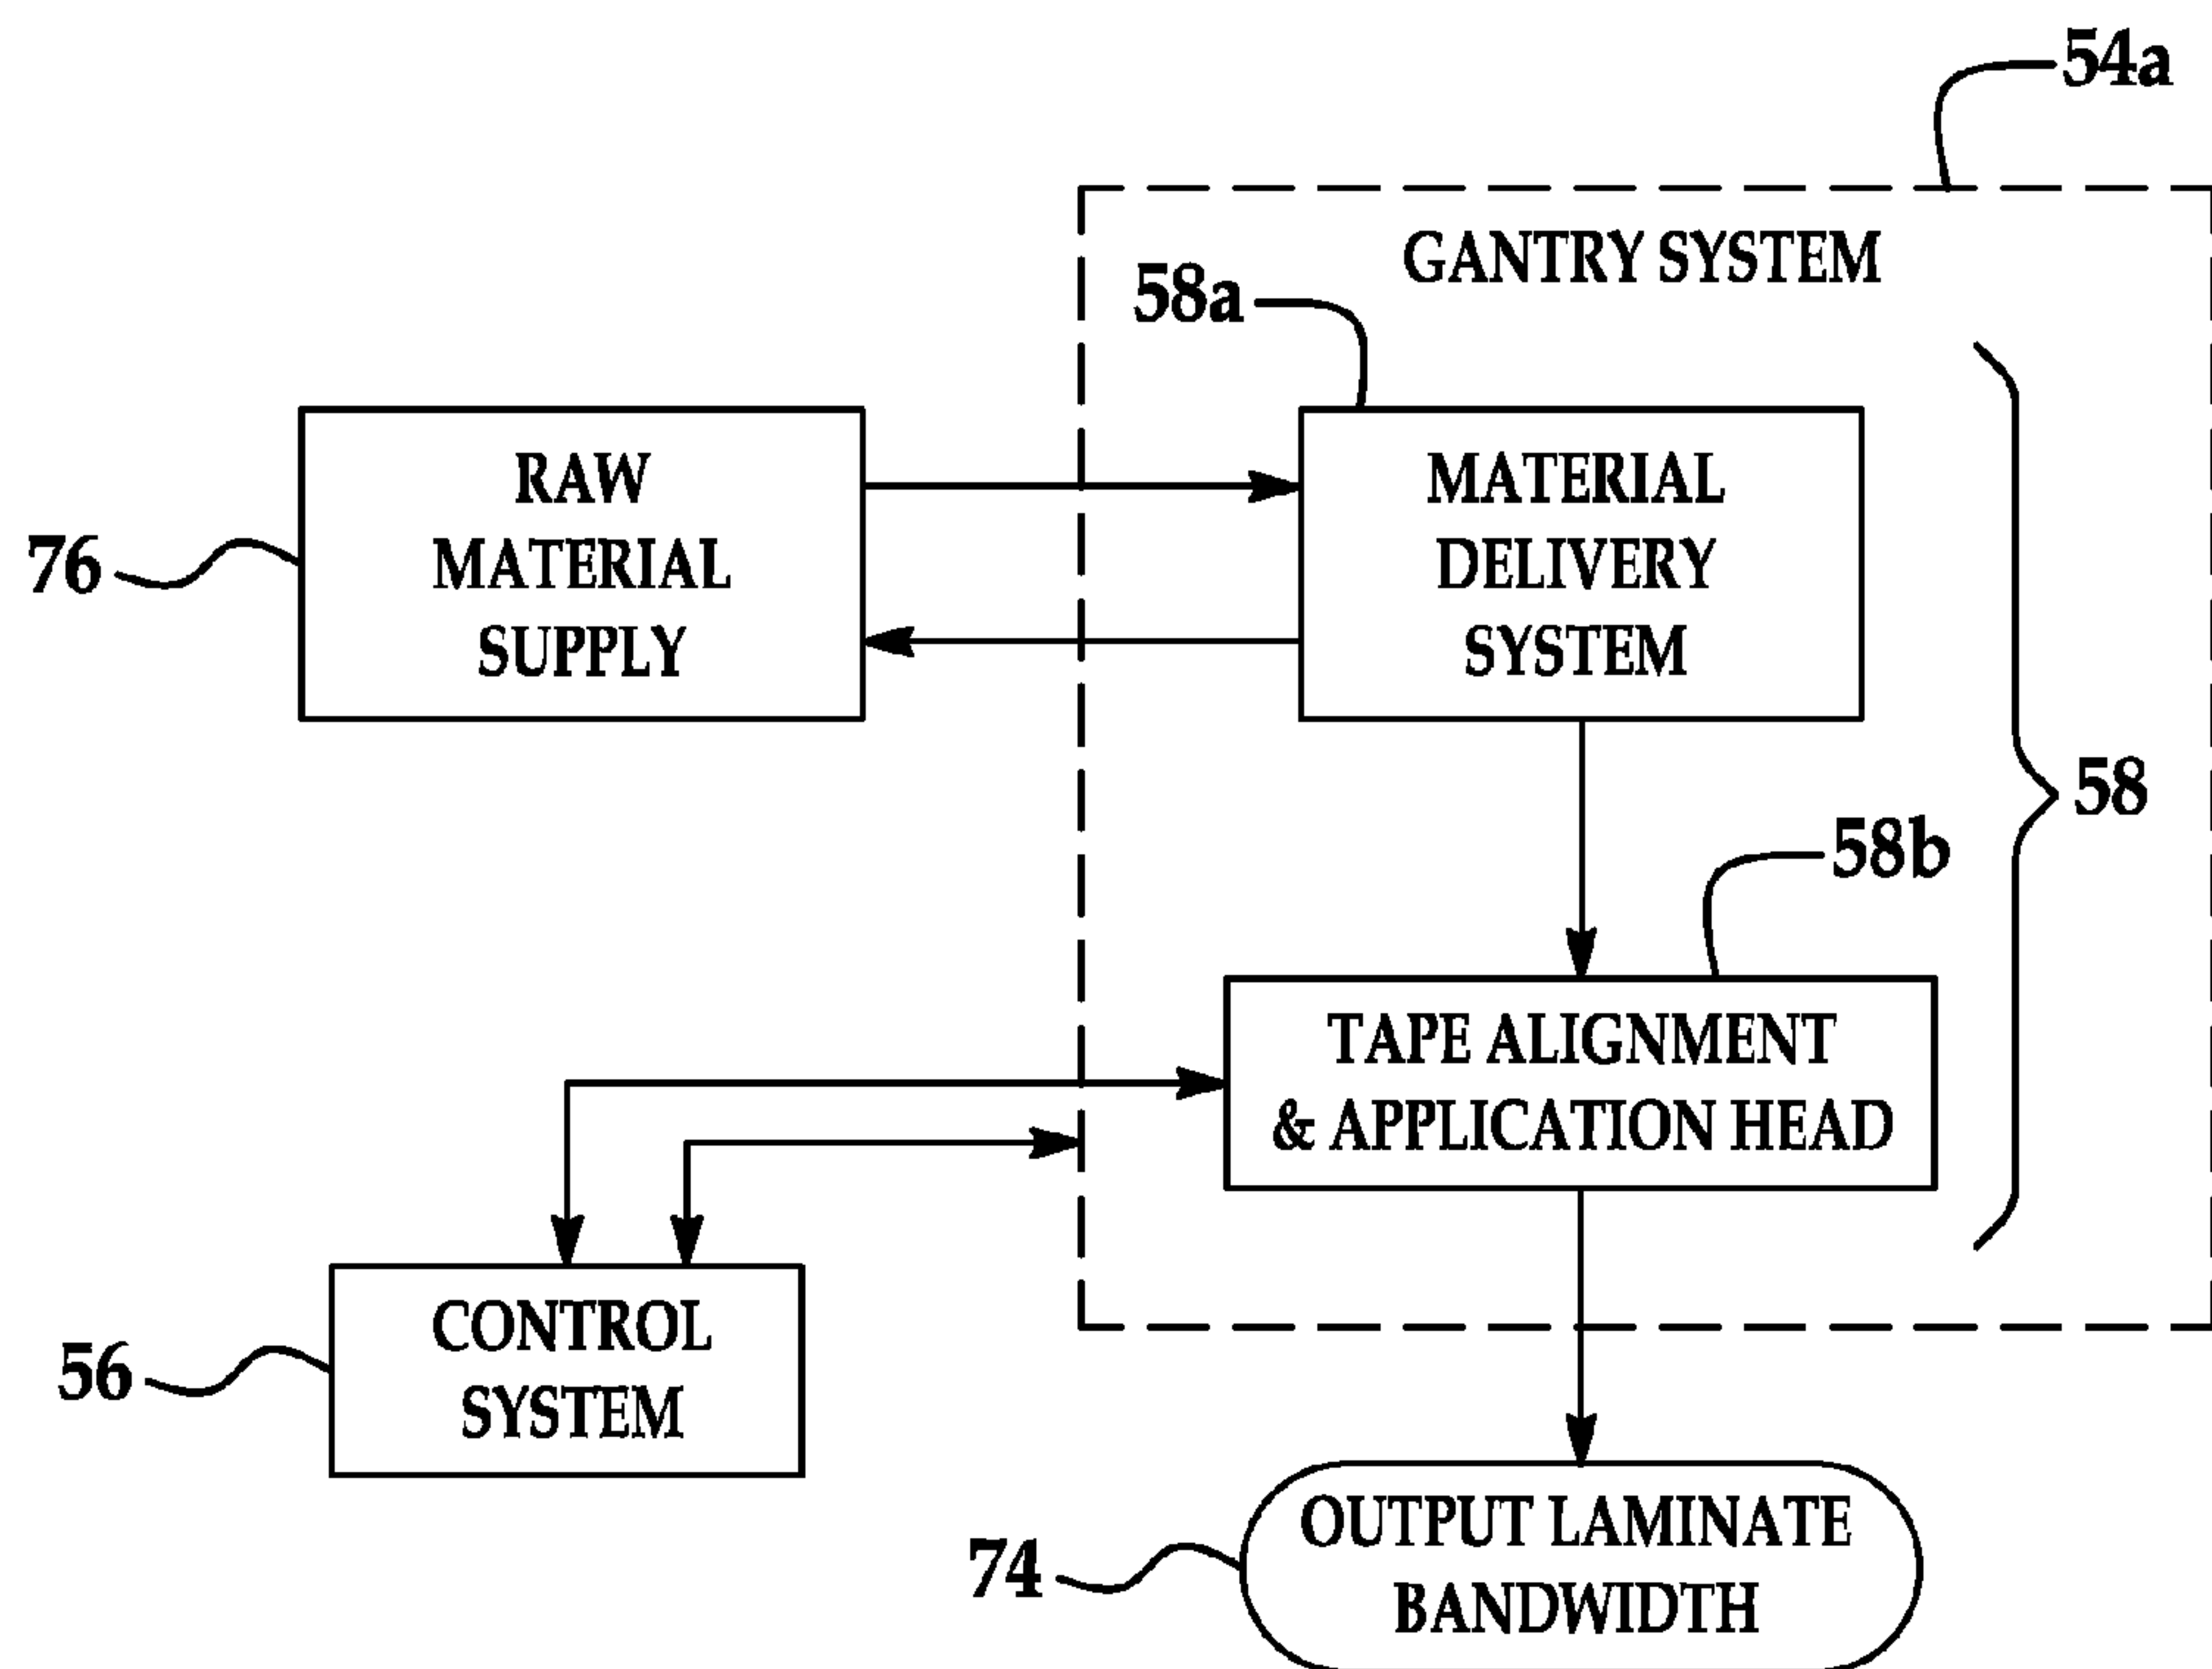 54a
GANTRY SYSTEM
58a
RAW
MATERIAL
SUPPLY
76
MATERIAL
DELIVERY
SYSTEM
58
58b
TAPE ALIGNMENT
& APPLICATION HEAD
CONTROL
SYSTEM
56
OUTPUT LAMINATE
BANDWIDTH
74